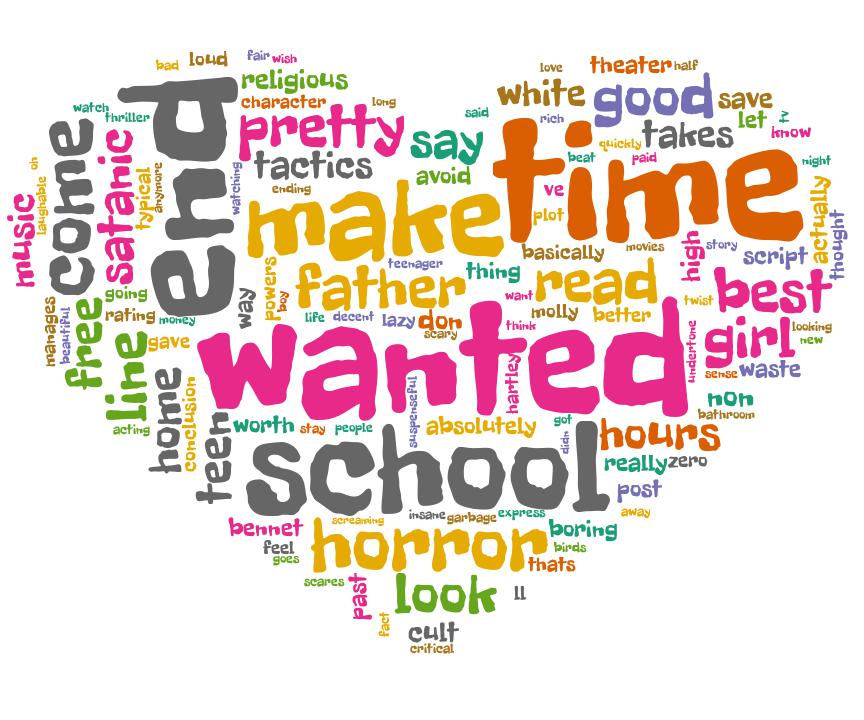 bad
loud
fair
wish
love
theater
half
religious
character
long
white
good
save
rich
let
tv
know
watch
thriller
end
pretty
said
say
takes
quickly
paid
beat
time
night
oh
laughable
music
come
satanic
typical
anymore
watching
tactics
ending
avoid
make
ve
plot
basically
movies
high
story
script
actually
thought
teenager
thing
father
read
want
molly
better
twist
best
going
rating
money
manages
beautiful
free
line
gave
way
powers
boy
life
decent
lazy
don
scary
think
wanted
undertone
girl
looking
new
sense
waste
hartley
suspenseful
non
bathroom
acting
home
conclusion
teen
worth
stay
people
absolutely
got
didn
hours
school
really
zero
post
away
bennet
screaming
insane
garbage
express
boring
feel
goes
horror
birds
thats
scares
past
look
ll
fact
cult
critical